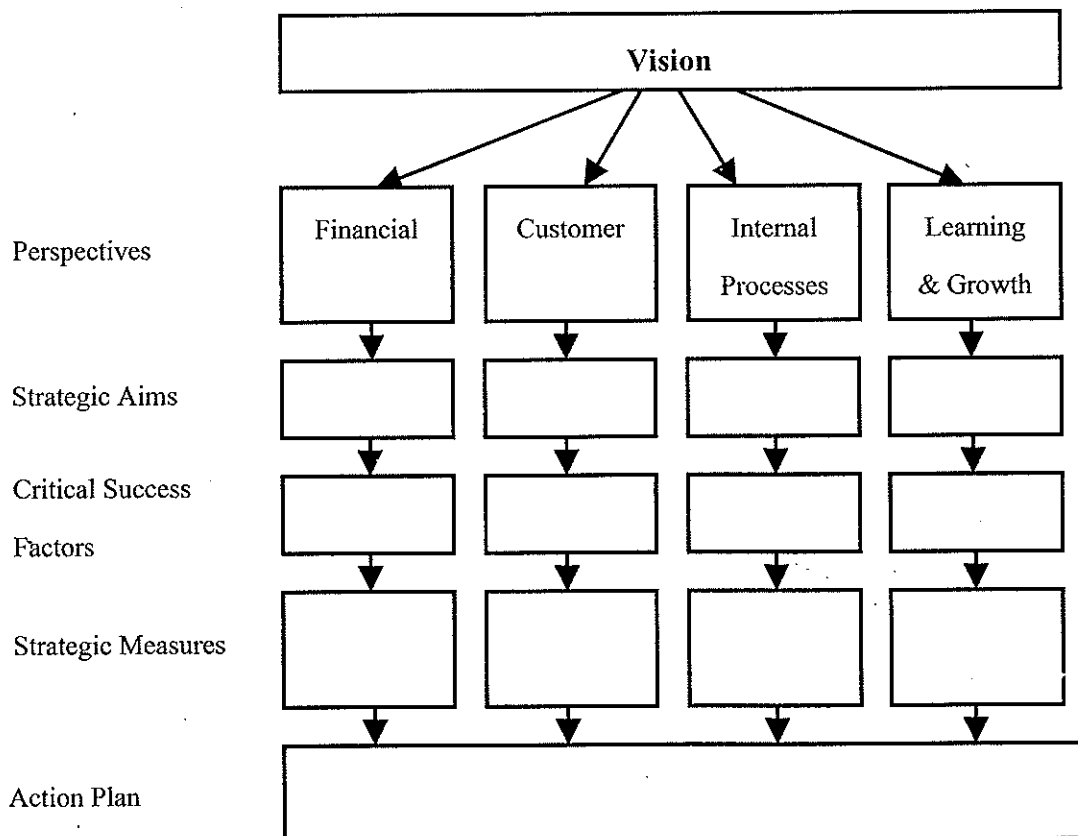 Vision
Perspectives
Financial
Customer
Internal
Processes
Learning
& Growth
Strategic Aims
Critical Success
Factors
Strategic Measures
Action Plan